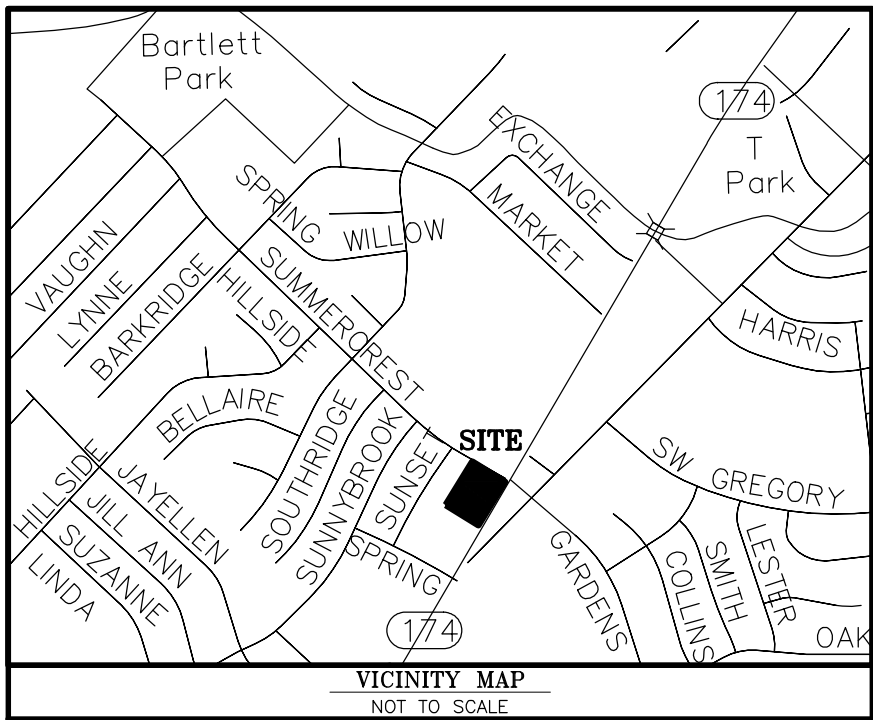 Bartlett
Park
174
T
Park
EXCHANGE
MARKET
SPRING
WILLOW
VAUGHN
LYNNE
BARKRIDGE
HILLSIDE
SUMMERCREST
HARRIS
BELLAIRE
SOUTHRIDGE
SUNNYBROOK
SUNSET
SITE
SW GREGORY
HILLSIDE
JAYELLEN
JILL ANN
SUZANNE
LINDA
SPRING
GARDENS
COLLINS
SMITH
LESTER
OAK
174
VICINITY MAP
NOT TO SCALE